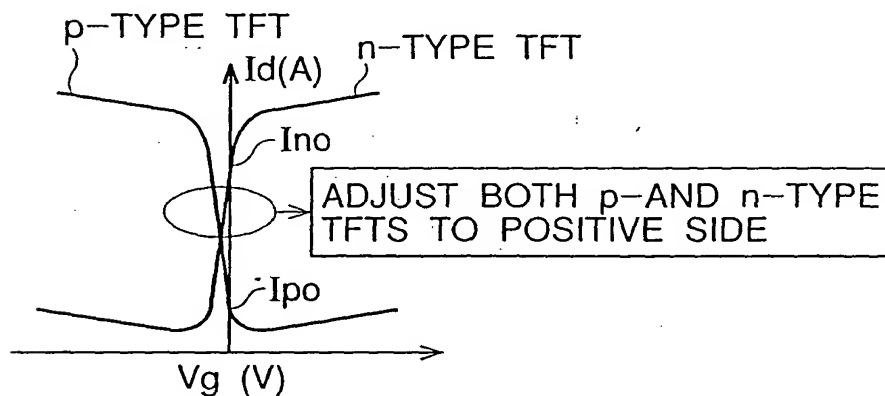 p-TYPE TFT
n-TYPE TFT
Id(A)
Ino
ADJUST BOTH p-AND n-TYPE
TFTS TO POSITIVE SIDE
Ipo
Vg (V)